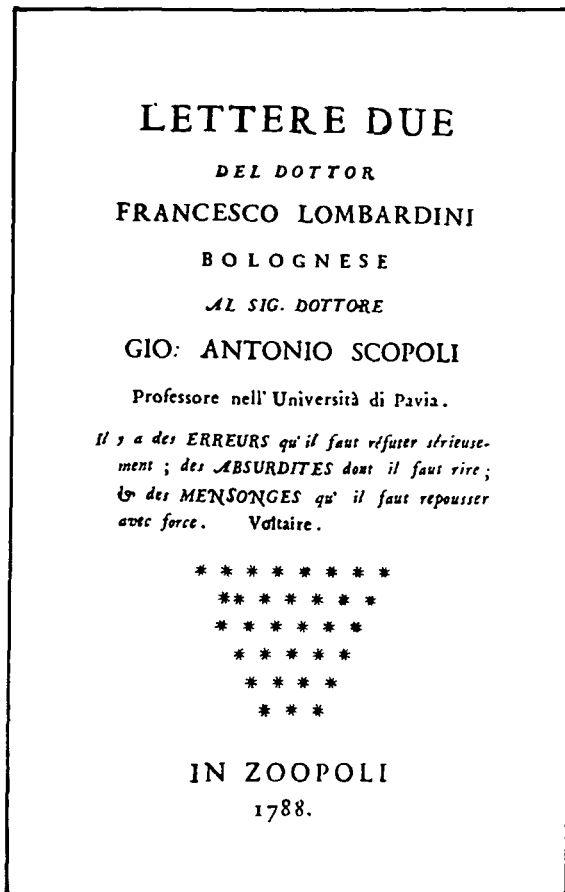 LETTERE DUE
DEL DOTTOR
FRANCESCO LOMBARDINI
BOLOGNESE
AL SIG. DOTTORE
GIO: ANTONIO SCOPOLI
Professore nell' Università di Pavia.
Il y a des ERREURS qu'il faut réfuter sérieuse-
ment ; des ABSURDITES dont il faut rire ;
& des MENSONGES qu' il faut repousser
avec force. Voltaire.
* * * * * * * *
** * * * * *
* * * * * *
* * * * *
* * * *
* * *
IN ZOOPOLI
1788.